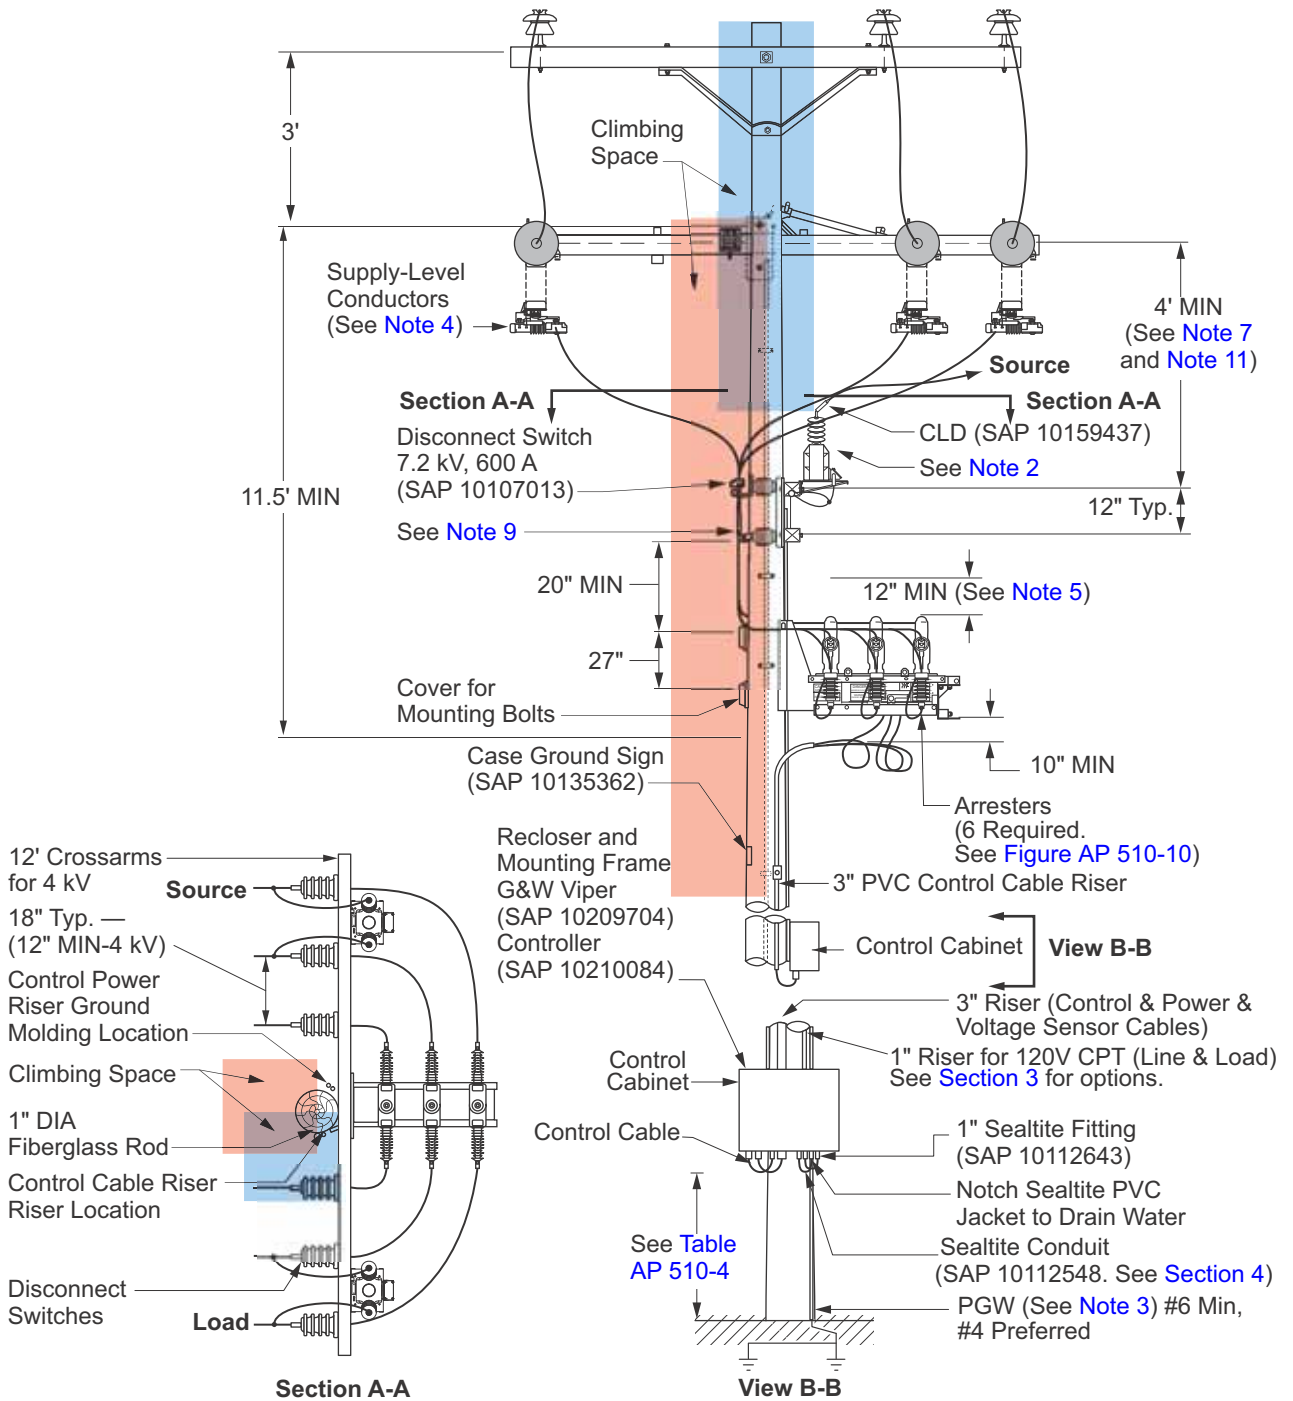 3'
Climbing
Space
Supply-Level
Conductors
(See Note 4)
4' MIN
(See Note 7
and Note 11)
Source
Section A-A
Section A-A
Disconnect Switch
7.2 kV, 600 A
(SAP 10107013)
CLD (SAP 10159437)
See Note 2
11.5' MIN
12" Typ.
See Note 9
20" MIN
12" MIN (See Note 5)
27"
Cover for
Mounting Bolts
Case Ground Sign
(SAP 10135362)
10" MIN
Arresters
(6 Required.
See Figure AP 510-10)
Recloser and
Mounting Frame
G&W Viper
(SAP 10209704)
Controller
(SAP 10210084)
3" PVC Control Cable Riser
Control Cabinet
View B-B
12' Crossarms
for 4 kV
Source
18" Typ. —
(12" MIN-4 kV)
Control Power
Riser Ground
Molding Location
Climbing Space
1" DIA
Fiberglass Rod
Control Cable Riser
Riser Location
Disconnect
Switches
Load
Section A-A
3" Riser (Control & Power &
Voltage Sensor Cables)
1" Riser for 120V CPT (Line & Load)
See Section 3 for options.
Control
Cabinet
Control Cable
1" Sealtite Fitting
(SAP 10112643)
Notch Sealtite PVC
Jacket to Drain Water
See Table
AP 510-4
Sealtite Conduit
(SAP 10112548. See Section 4)
PGW (See Note 3) #6 Min,
#4 Preferred
View B-B